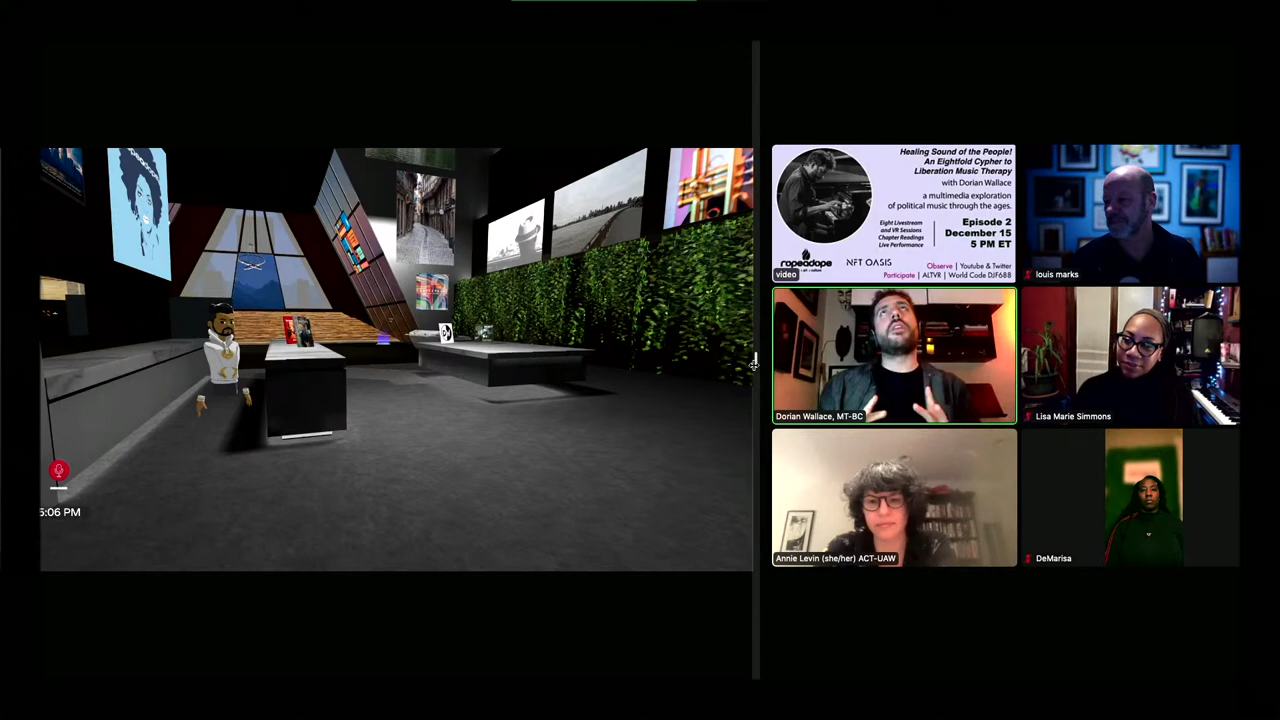 5:06 PM
Healing Sound of the People!
An Eightfold Cypher to
Liberation Music Therapy
with Dorian Wallace
a multimedia exploration
of political music through the ages.
Eight Livestream
and VR Sessions
Chapter Readings
Live Performance
Episode 2
December 15
5 PM ET
ropeadope
NFT OASIS
Observe | Youtube & Twitter
Participate | ALTVR | World Code DJF688
video
louis marks
Dorian Wallace, MT-BC
Lisa Marie Simmons
Annie Levin (she/her) ACT-UAW
DeMarisa